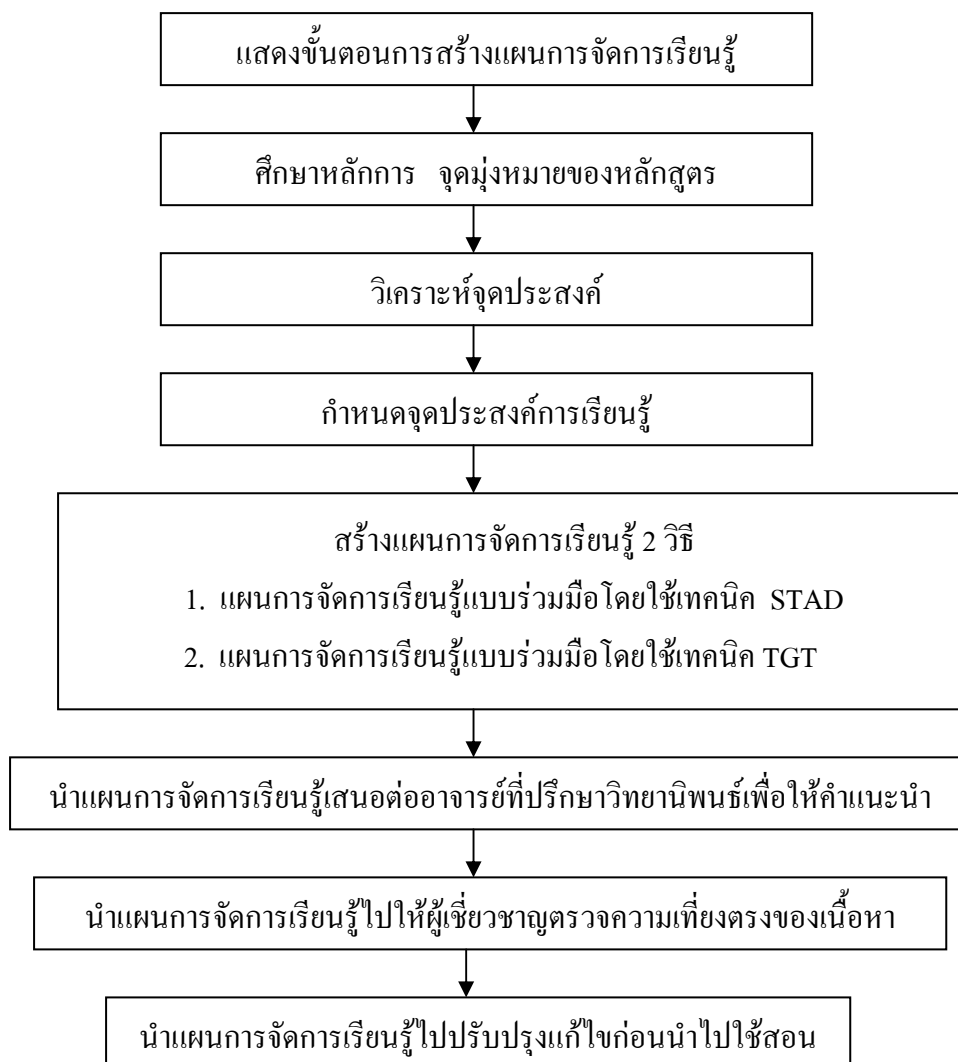 แสดงขั้นตอนการสร้างแผนการจัดการเรียนรู้
ศึกษาหลักการ จุดมุ่งหมายของหลักสูตร
วิเคราะห์จุดประสงค์
กำหนดจุดประสงค์การเรียนรู้
สร้างแผนการจัดการเรียนรู้ 2 วิธี
1. แผนการจัดการเรียนรู้แบบร่วมมือโดยใช้เทคนิค STAD
2. แผนการจัดการเรียนรู้แบบร่วมมือโดยใช้เทคนิค TGT
นำแผนการจัดการเรียนรู้เสนอต่ออาจารย์ที่ปรึกษาวิทยานิพนธ์เพื่อให้คำแนะนำ
นำแผนการจัดการเรียนรู้ไปให้ผู้เชี่ยวชาญตรวจความเที่ยงตรงของเนื้อหา
นำแผนการจัดการเรียนรู้ไปปรับปรุงแก้ไขก่อนนำไปใช้สอน